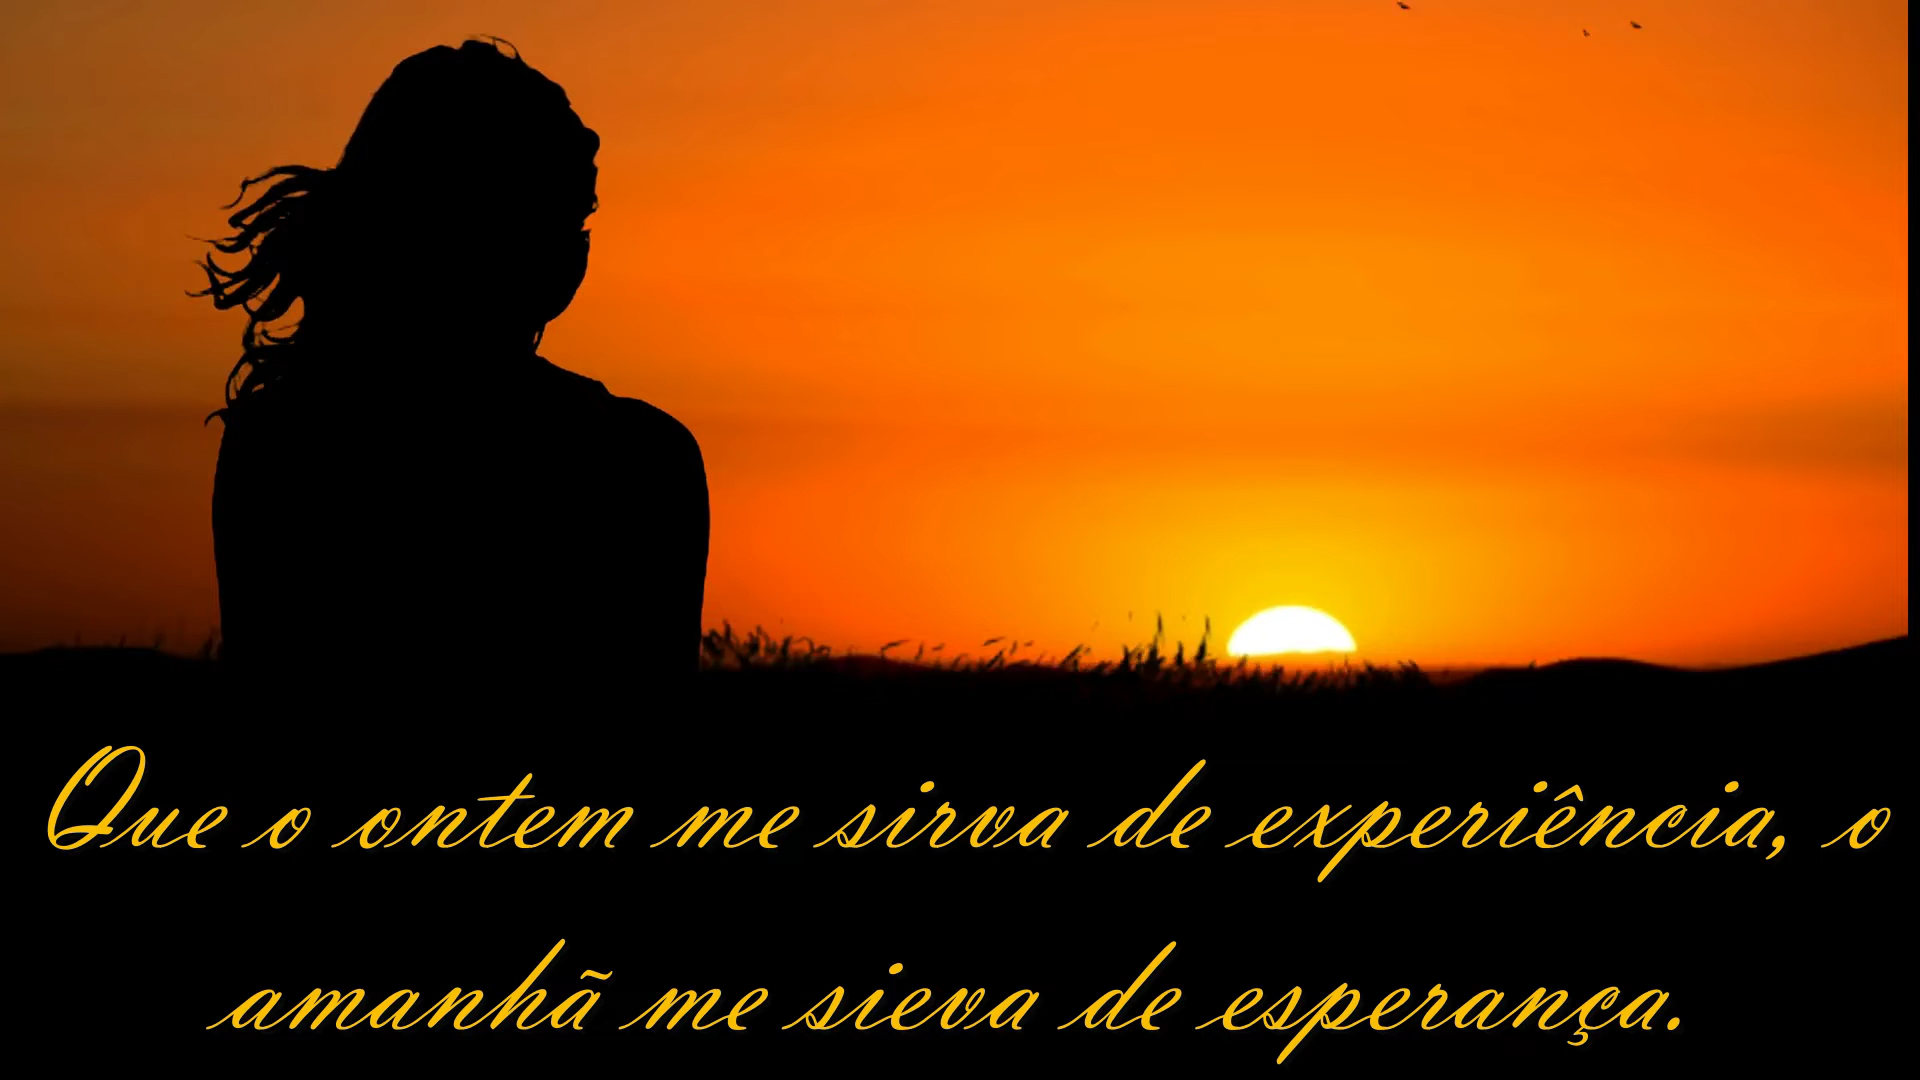 Que o ontem me sirva de experiência, o
amanhã me sieva de esperança.